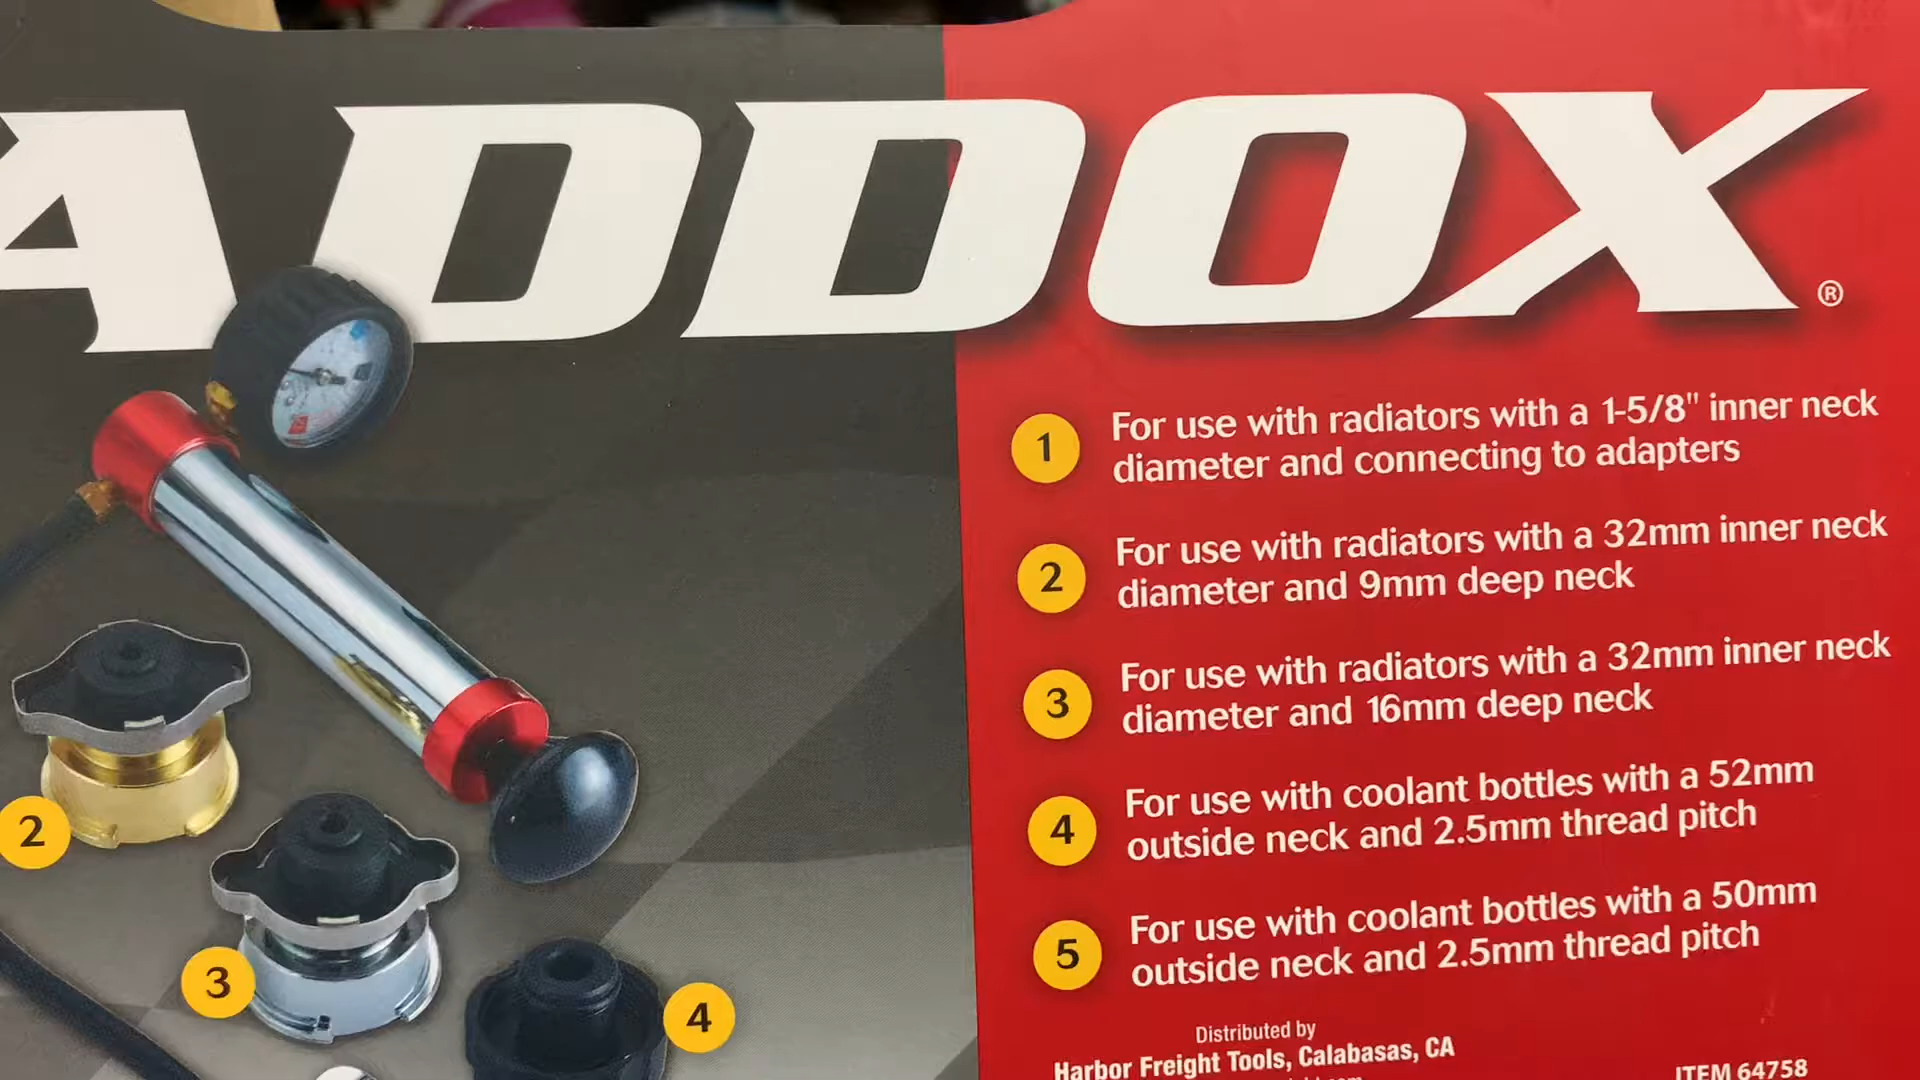 ADDOX®
1 For use with radiators with a 1-5/8" inner neck
diameter and connecting to adapters
2 For use with radiators with a 32mm inner neck
diameter and 9mm deep neck
3 For use with radiators with a 32mm inner neck
diameter and 16mm deep neck
4 For use with coolant bottles with a 52mm
outside neck and 2.5mm thread pitch
5 For use with coolant bottles with a 50mm
outside neck and 2.5mm thread pitch
2
3
4
Distributed by
Harbor Freight Tools, Calabasas, CA
ITEM 64758